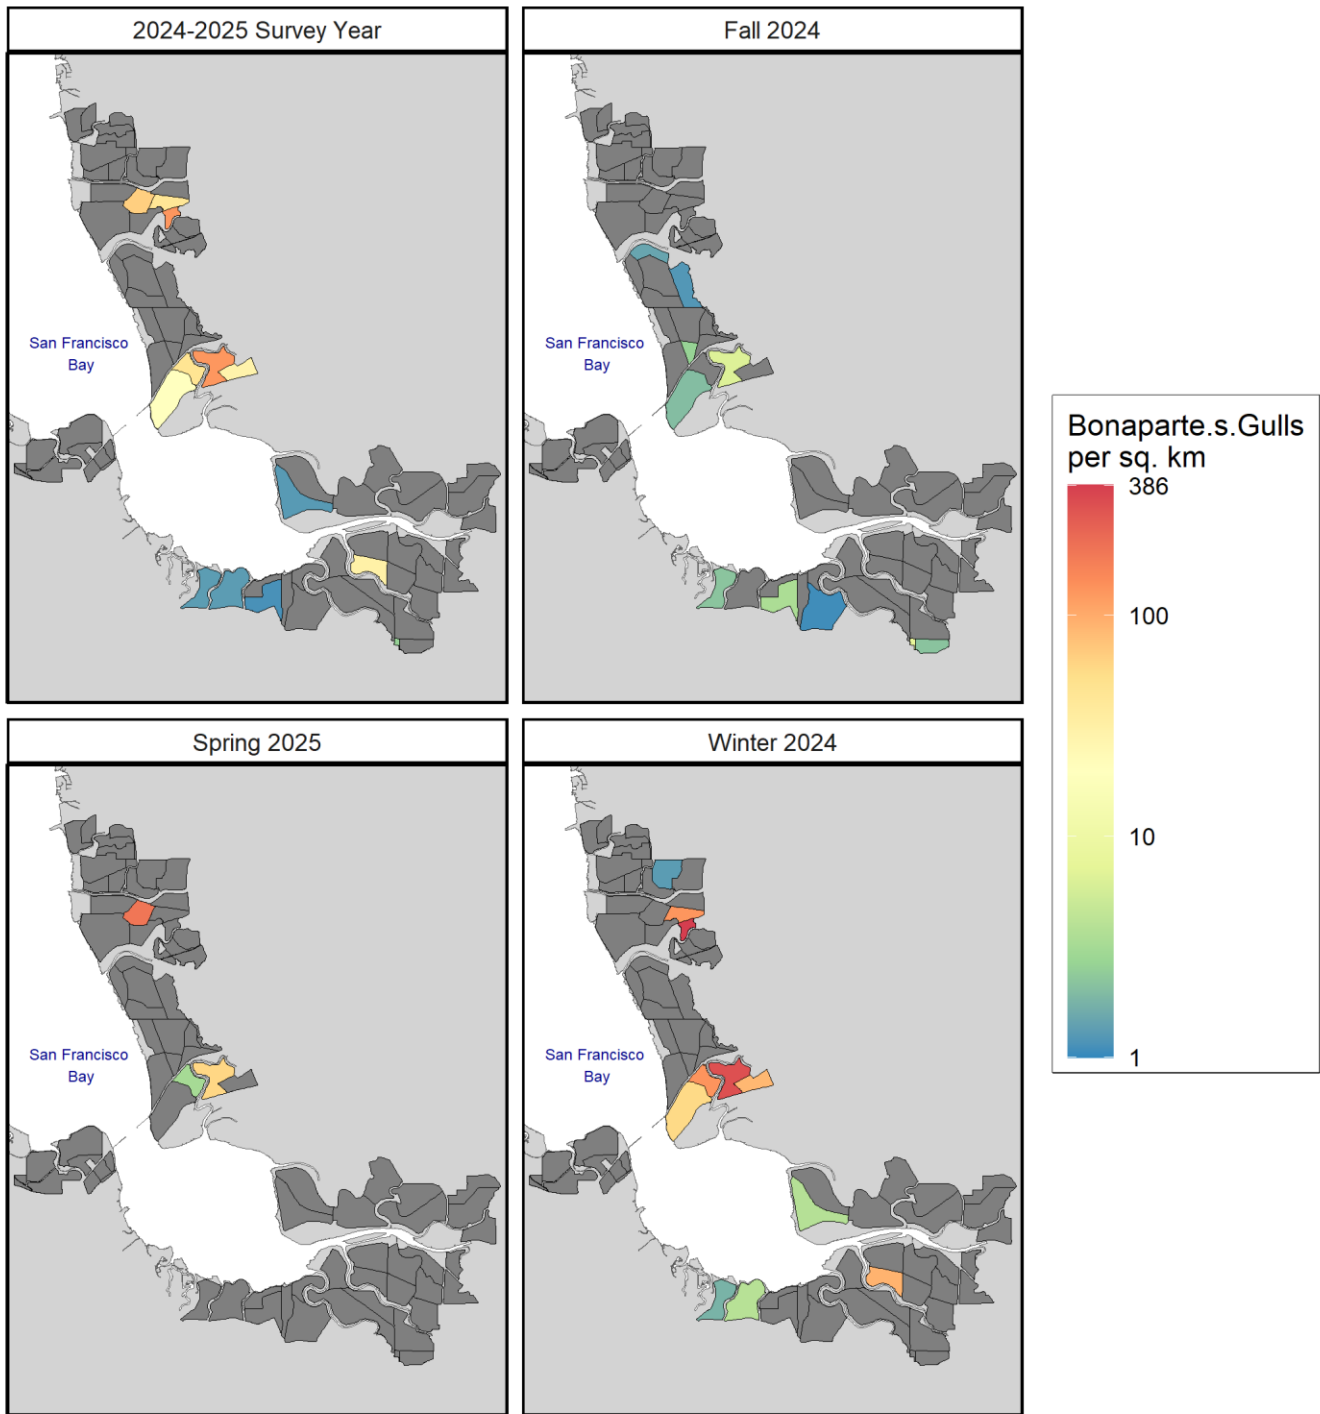 2024-2025 Survey Year
Fall 2024
San Francisco
Bay
San Francisco
Bay
Spring 2025
Winter 2024
San Francisco
Bay
San Francisco
Bay
Bonaparte.s.Gulls
per sq. km
386
100
10
1